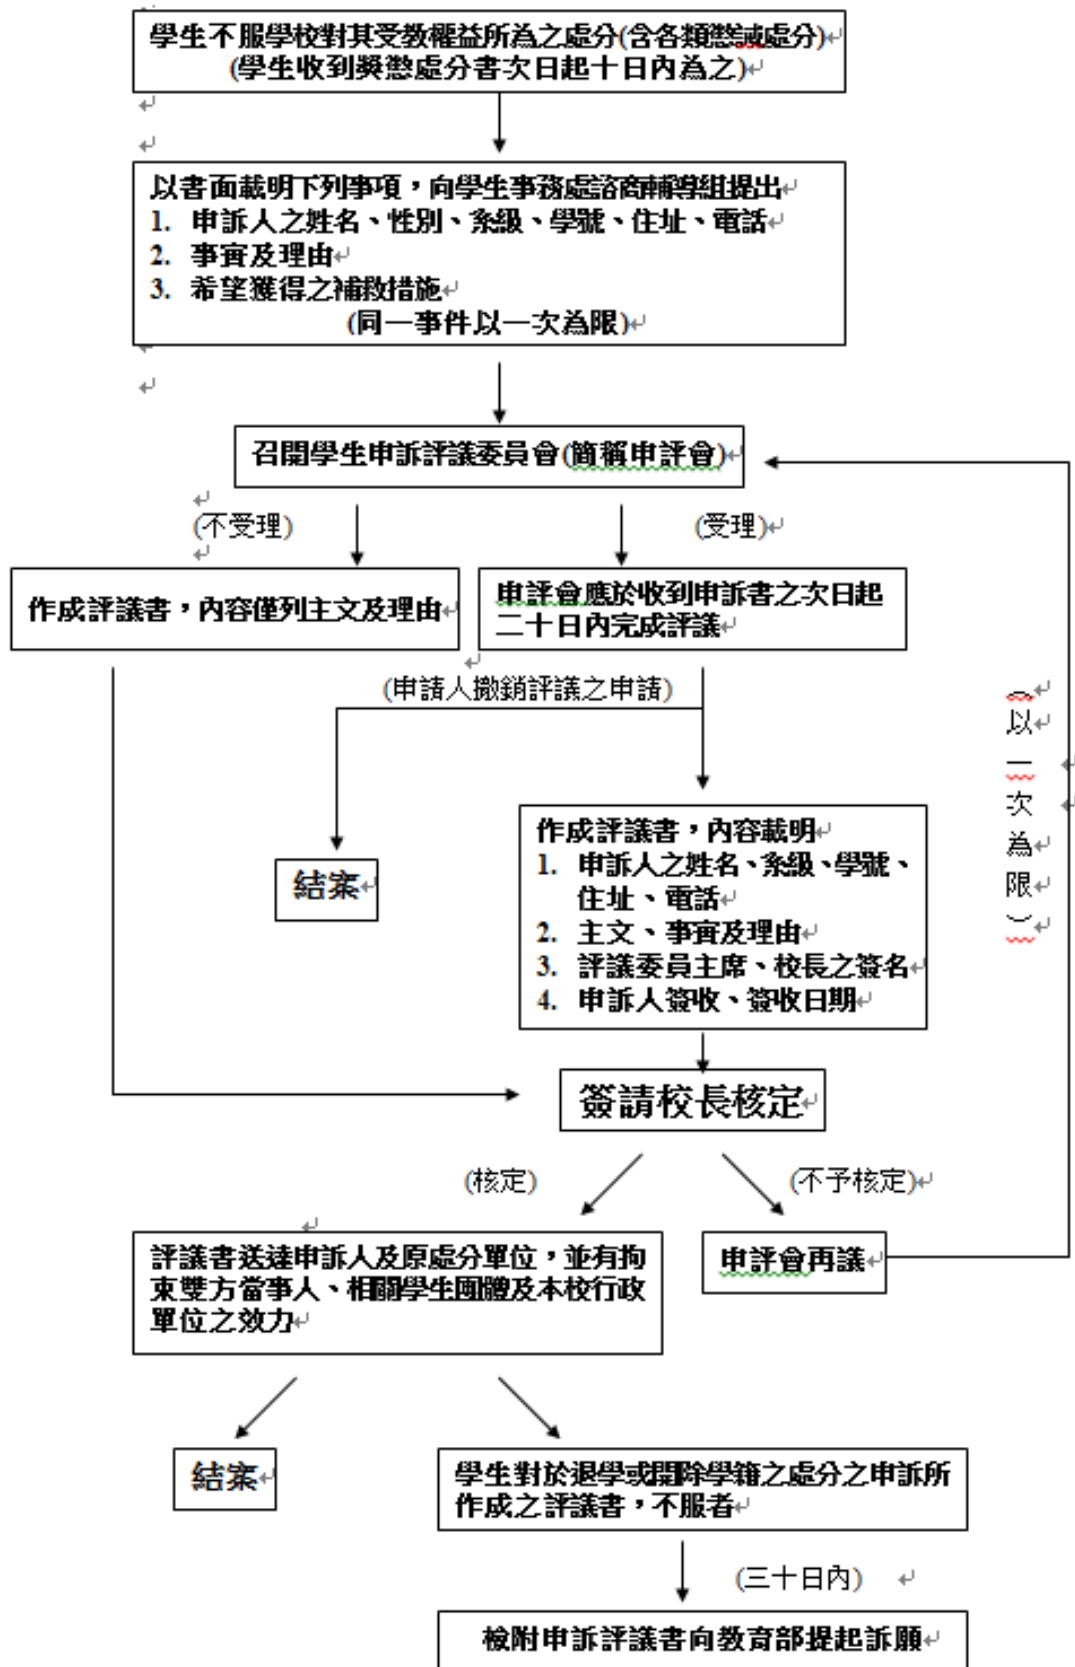 學生不服學校對其受教權益所為之處分(含各類懲誡處分)
(學生收到獎懲處分書次日起十日內為之)
以書面載明下列事項，向學生事務處諮商輔導組提出
1. 申訴人之姓名、性別、系級、學號、住址、電話
2. 事實及理由
3. 希望獲得之補救措施
(同一事件以一次為限)
召開學生申訴評議委員會(簡稱申評會)
(不受理)
(受理)
作成評議書，內容僅列主文及理由
申評會應於收到申訴書之次日起
二十日內完成評議
(申請人撤銷評議之申請)
（以一次為限）
結案
作成評議書，內容載明
1. 申訴人之姓名、系級、學號、
住址、電話
2. 主文、事實及理由
3. 評議委員主席、校長之簽名
4. 申訴人簽收、簽收日期
簽請校長核定
(核定)
(不予核定)
評議書送達申訴人及原處分單位，並有拘
束雙方當事人、相關學生團體及本校行政
單位之效力
申評會再議
結案
學生對於退學或開除學籍之處分之申訴所
作成之評議書，不服者
(三十日內)
檢附申訴評議書向教育部提起訴願